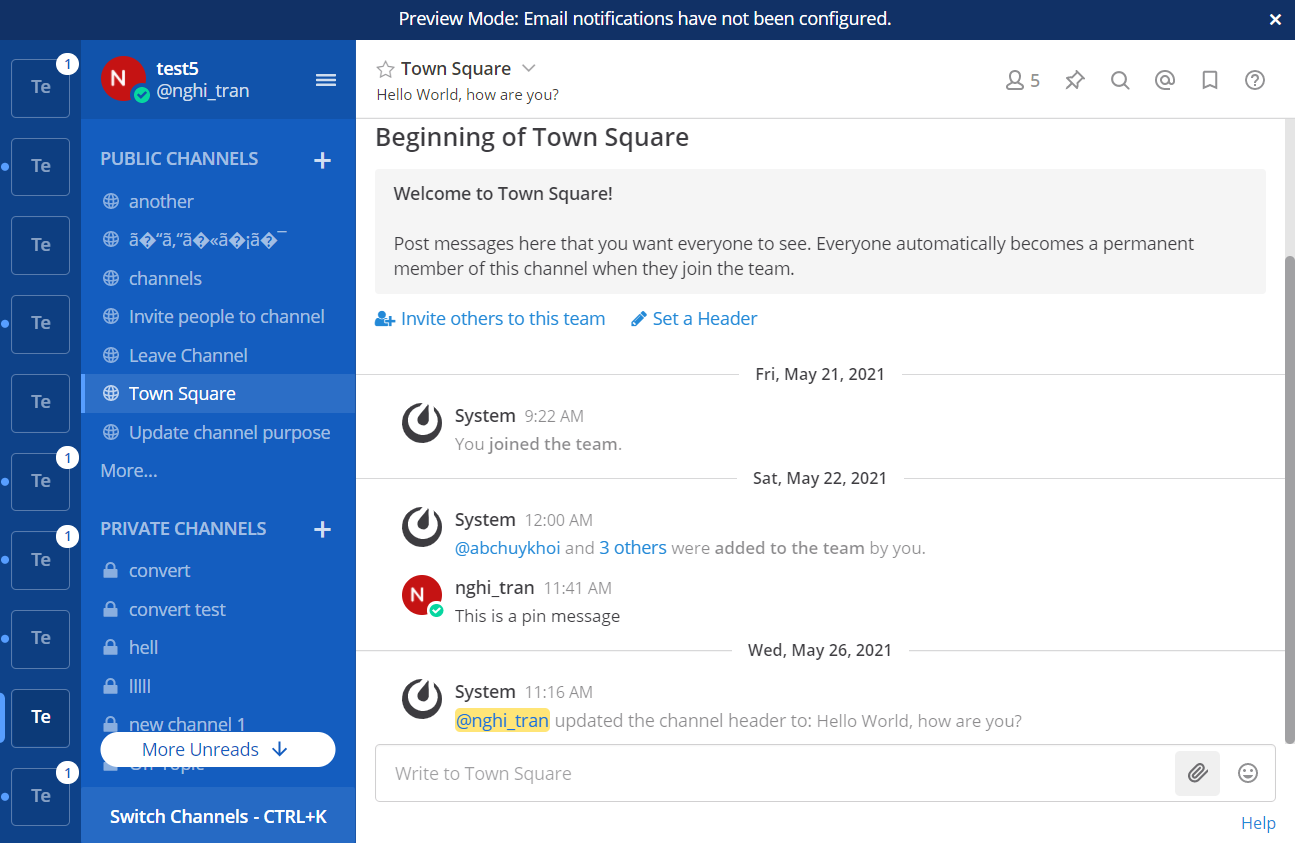 Preview Mode: Email notifications have not been configured.
Te 1
Te
Te
Te
Te
Te 1
Te 1
Te
Te
Te 1
N
test5
@nghi_tran
PUBLIC CHANNELS
another
channels
Invite people to channel
Leave Channel
Town Square
Update channel purpose
More...
PRIVATE CHANNELS
convert
convert test
hell
lllll
new channel 1
More Unreads
Off-Topic
Switch Channels - CTRL+K
Town Square
Hello World, how are you?
5
Beginning of Town Square
Welcome to Town Square!
Post messages here that you want everyone to see. Everyone automatically becomes a permanent
member of this channel when they join the team.
Invite others to this team Set a Header
Fri, May 21, 2021
System 9:22 AM
You joined the team.
Sat, May 22, 2021
System 12:00 AM
@abchuykhoi and 3 others were added to the team by you.
N
nghi_tran 11:41 AM
This is a pin message
Wed, May 26, 2021
System 11:16 AM
@nghi_tran updated the channel header to: Hello World, how are you?
Write to Town Square
Help